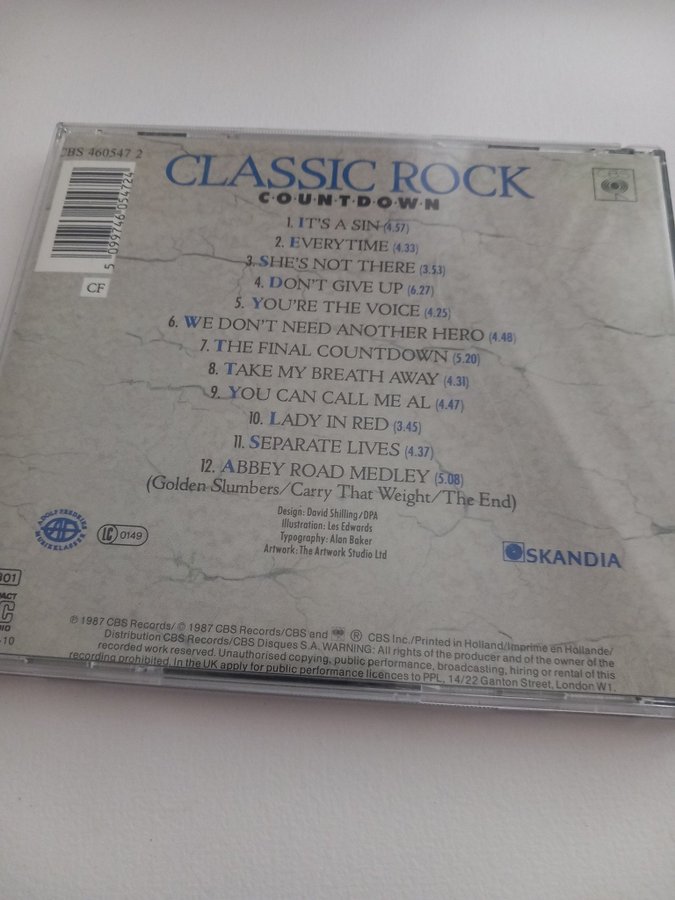 CBS 460547 2
5 099746 054724
CF
CLASSIC ROCK
C·O·U·N·T·D·O·W·N
1. IT'S A SIN (4.57)
2. EVERYTIME (4.33)
3. SHE'S NOT THERE (3.53)
4. DON'T GIVE UP (6.27)
5. YOU'RE THE VOICE (4.25)
6. WE DON'T NEED ANOTHER HERO (4.48)
7. THE FINAL COUNTDOWN (5.20)
8. TAKE MY BREATH AWAY (4.31)
9. YOU CAN CALL ME AL (4.47)
10. LADY IN RED (3.45)
11. SEPARATE LIVES (4.37)
12. ABBEY ROAD MEDLEY (5.08)
(Golden Slumbers/Carry That Weight/The End)
Design: David Shilling/DPA
Illustration: Les Edwards
Typography: Alan Baker
Artwork: The Artwork Studio Ltd
LC 0149
SKANDIA
℗ 1987 CBS Records/© 1987 CBS Records/CBS and ® CBS Inc./Printed in Holland/Imprimé en Hollande/
Distribution CBS Records/CBS Disques S.A. WARNING: All rights of the producer and of the owner of the
recorded work reserved. Unauthorised copying, public performance, broadcasting, hiring or rental of this
recording prohibited. In the UK apply for public performance licences to PPL, 14/22 Ganton Street, London W1.